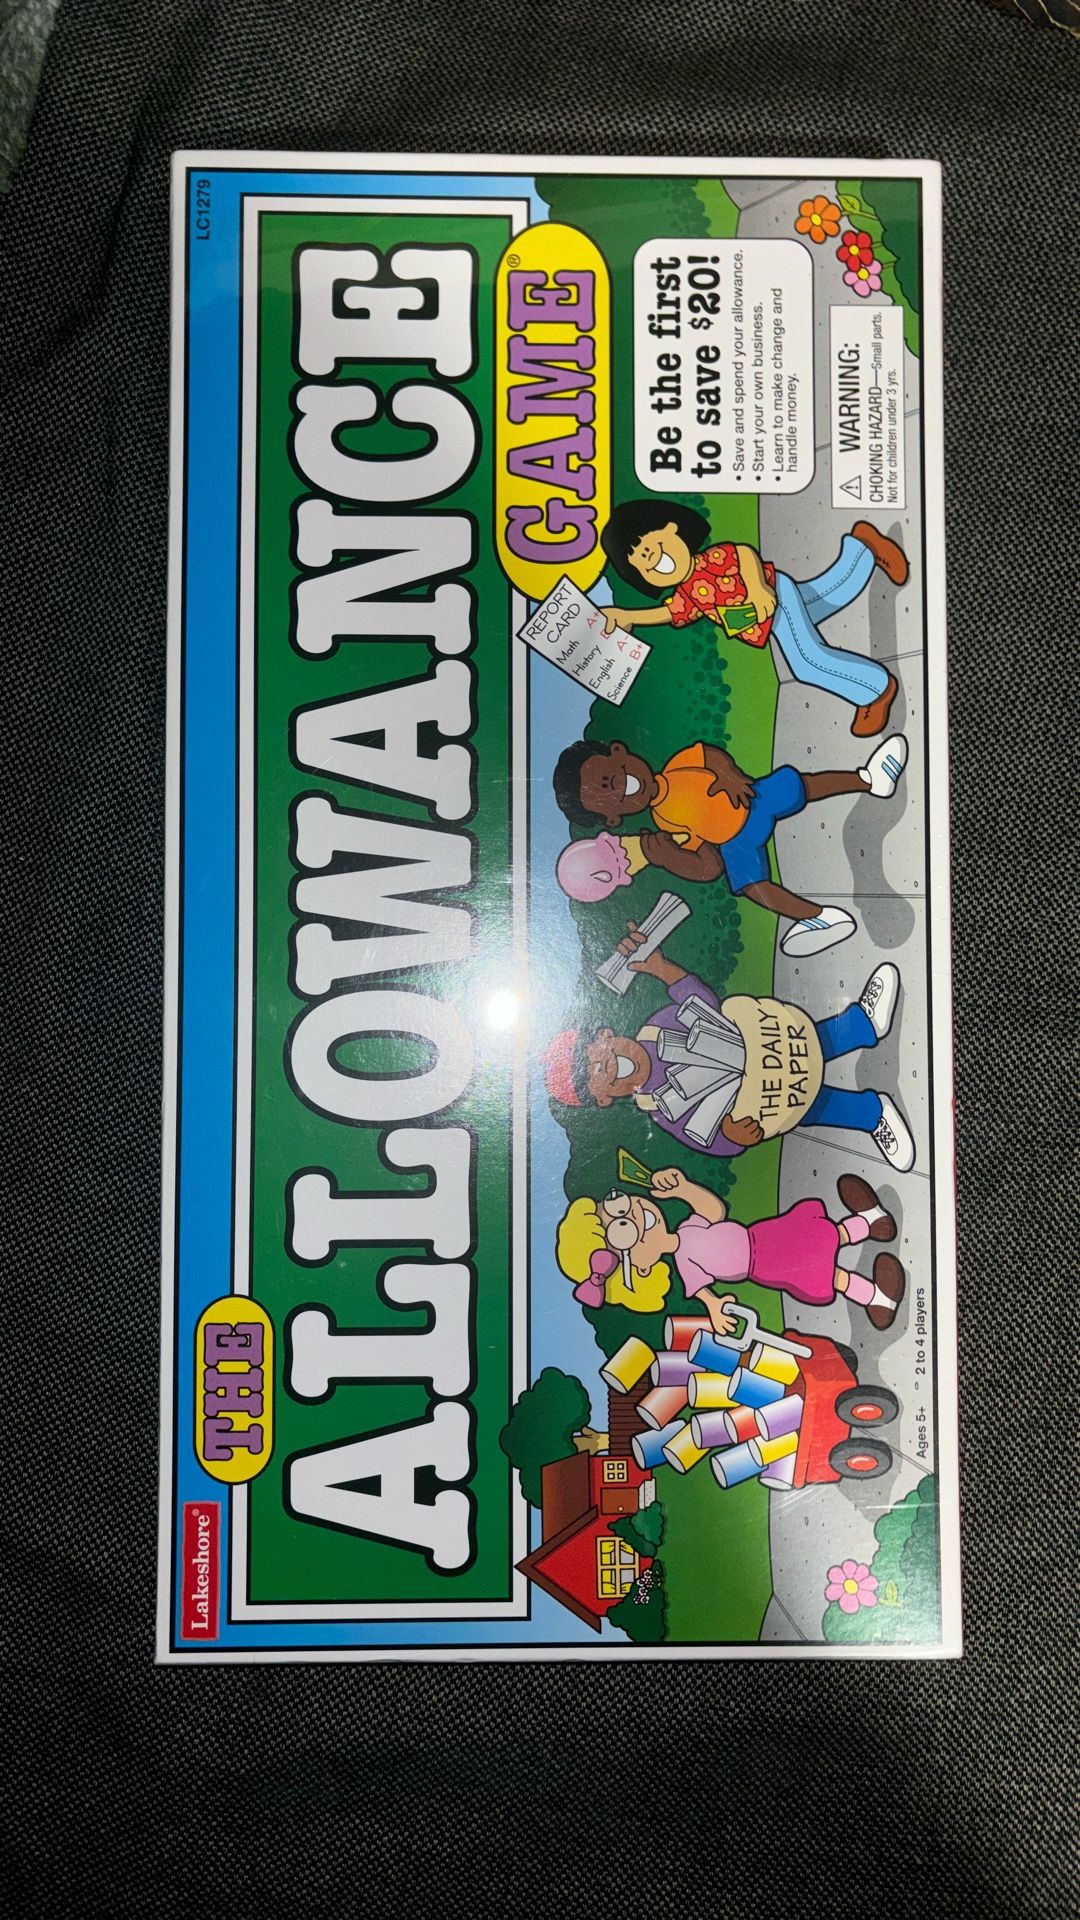 Lakeshore®
LC1279
THE
ALLOWANCE
GAME®
REPORT
CARD
Math A+
History
English A-
Science B+
THE DAILY
PAPER
Be the first
to save $20!
• Save and spend your allowance.
• Start your own business.
• Learn to make change and
handle money.
⚠ WARNING:
CHOKING HAZARD—Small parts.
Not for children under 3 yrs.
Ages 5+ 2 to 4 players